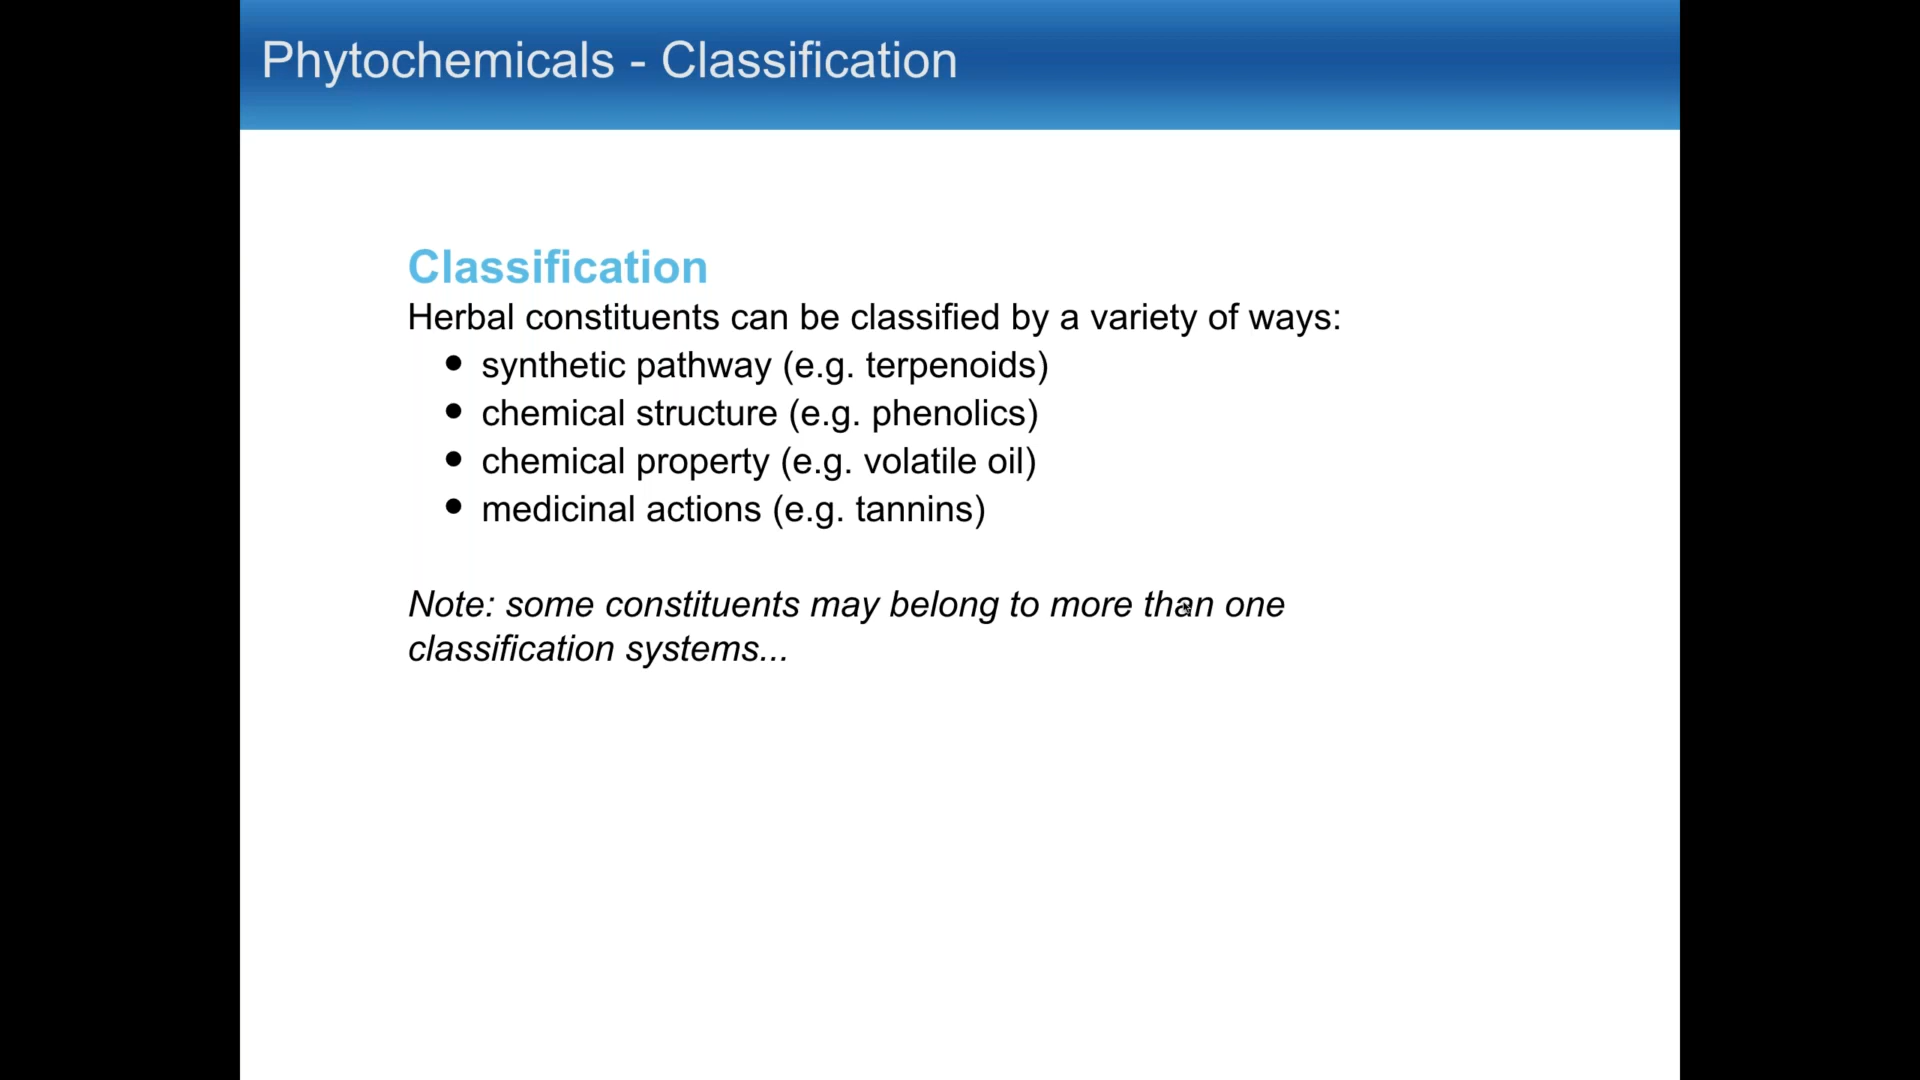 Phytochemicals - Classification
Classification
Herbal constituents can be classified by a variety of ways:
• synthetic pathway (e.g. terpenoids)
• chemical structure (e.g. phenolics)
• chemical property (e.g. volatile oil)
• medicinal actions (e.g. tannins)
Note: some constituents may belong to more than one
classification systems...